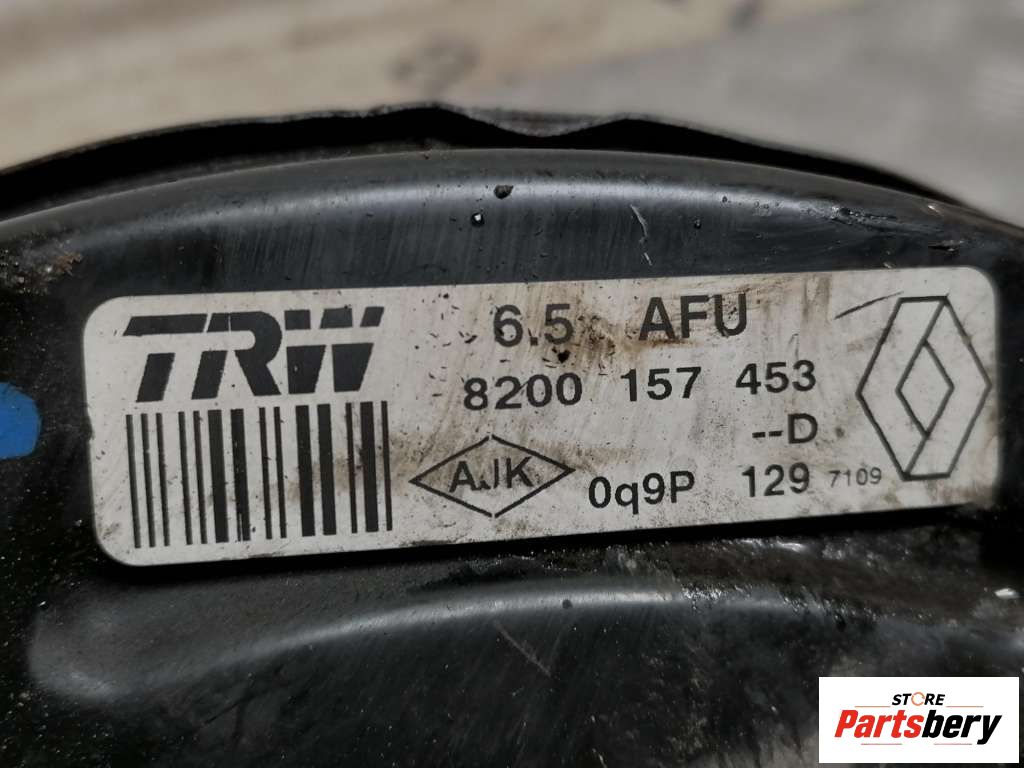 TRW 6.5 AFU
8200 157 453
--D
AJK 0q9P 129 7109
STORE
Partsbery